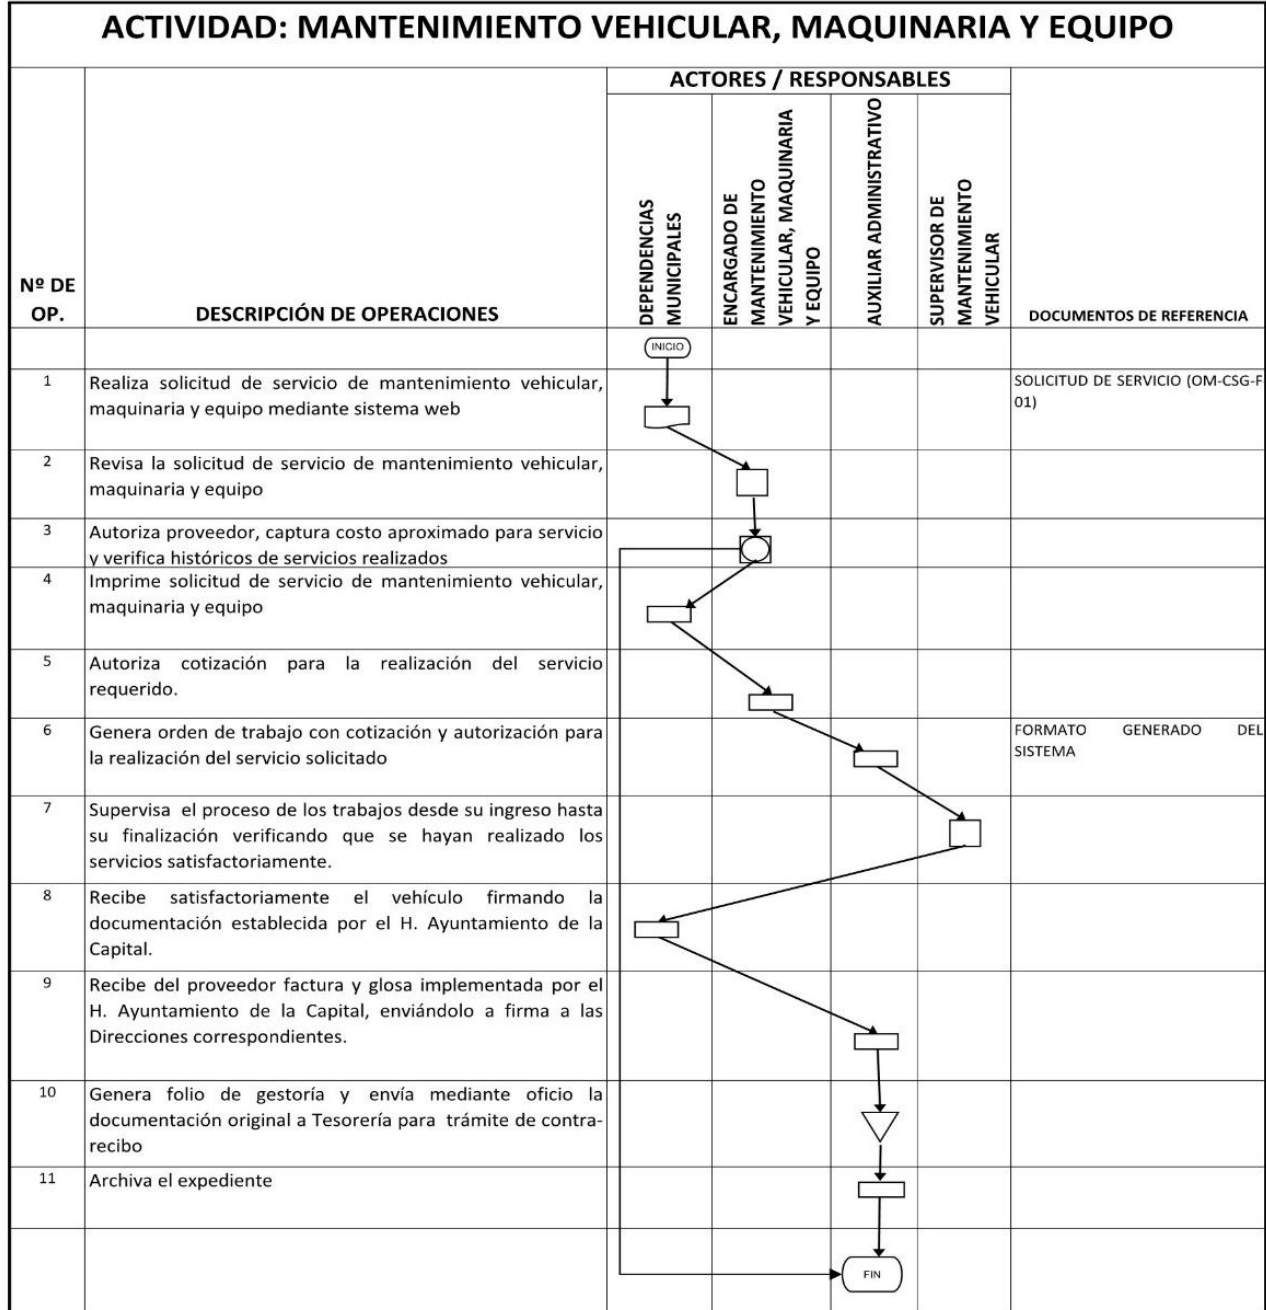 ACTIVIDAD: MANTENIMIENTO VEHICULAR, MAQUINARIA Y EQUIPO
ACTORES / RESPONSABLES
Nº DE
OP.
DESCRIPCIÓN DE OPERACIONES
DEPENDENCIAS
MUNICIPALES
ENCARGADO DE
MANTENIMIENTO
VEHICULAR, MAQUINARIA
Y EQUIPO
AUXILIAR ADMINISTRATIVO
SUPERVISOR DE
MANTENIMIENTO
VEHICULAR
DOCUMENTOS DE REFERENCIA
INICIO
1
Realiza solicitud de servicio de mantenimiento vehicular,
maquinaria y equipo mediante sistema web
SOLICITUD DE SERVICIO (OM-CSG-F
01)
2
Revisa la solicitud de servicio de mantenimiento vehicular,
maquinaria y equipo
3
Autoriza proveedor, captura costo aproximado para servicio
y verifica históricos de servicios realizados
4
Imprime solicitud de servicio de mantenimiento vehicular,
maquinaria y equipo
5
Autoriza cotización para la realización del servicio
requerido.
6
Genera orden de trabajo con cotización y autorización para
la realización del servicio solicitado
FORMATO GENERADO DEL
SISTEMA
7
Supervisa el proceso de los trabajos desde su ingreso hasta
su finalización verificando que se hayan realizado los
servicios satisfactoriamente.
8
Recibe satisfactoriamente el vehículo firmando la
documentación establecida por el H. Ayuntamiento de la
Capital.
9
Recibe del proveedor factura y glosa implementada por el
H. Ayuntamiento de la Capital, enviándolo a firma a las
Direcciones correspondientes.
10
Genera folio de gestoría y envía mediante oficio la
documentación original a Tesorería para trámite de contra-
recibo
11
Archiva el expediente
FIN